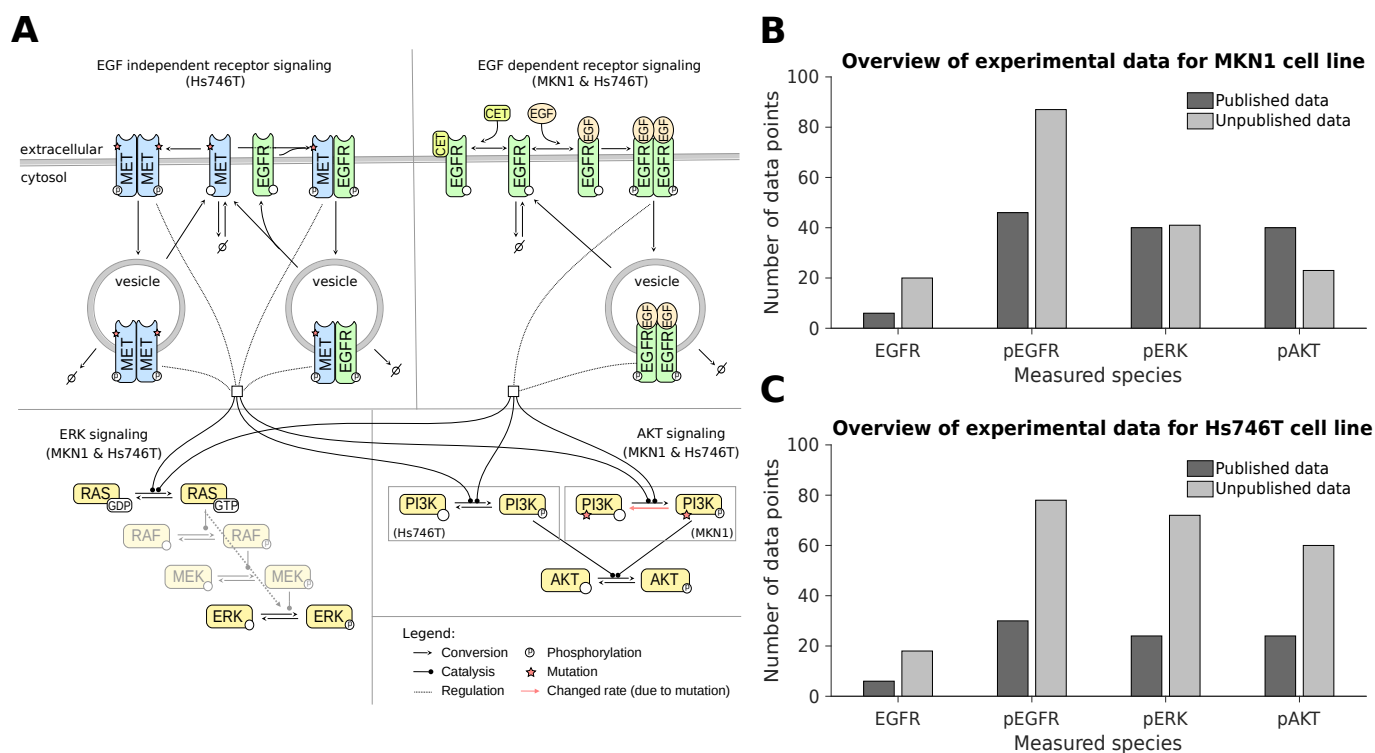 A
EGF independent receptor signaling
(Hs746T)
EGF dependent receptor signaling
(MKN1 & Hs746T)
extracellular
cytosol
MET
MET
MET
EGFR
MET
EGFR
CET
EGFR
CET
EGFR
EGF
EGF
EGFR
EGF
EGF
EGFR
EGFR
P
P
P
P
P
P
vesicle
vesicle
vesicle
MET
MET
MET
EGFR
EGF
EGF
EGFR
EGFR
P
P
P
P
P
P
ERK signaling
(MKN1 & Hs746T)
AKT signaling
(MKN1 & Hs746T)
RAS
GDP
RAS
GTP
RAF
RAF
P
MEK
MEK
P
ERK
ERK
P
PI3K
PI3K
P
(Hs746T)
PI3K
PI3K
P
(MKN1)
AKT
AKT
P
Legend:
Conversion
Catalysis
Regulation
P Phosphorylation
Mutation
Changed rate (due to mutation)
B
Overview of experimental data for MKN1 cell line
Published data
Unpublished data
Number of data points
100
80
60
40
20
0
EGFR pEGFR pERK pAKT
Measured species
C
Overview of experimental data for Hs746T cell line
Published data
Unpublished data
Number of data points
100
80
60
40
20
0
EGFR pEGFR pERK pAKT
Measured species